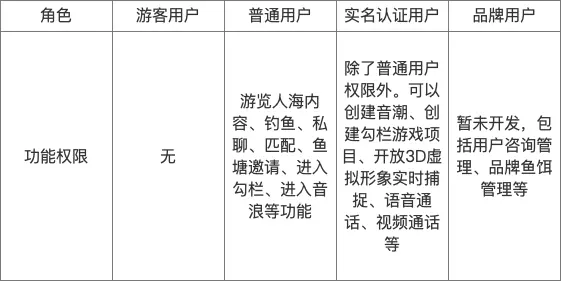 角色
游客用户
普通用户
实名认证用户
品牌用户
功能权限
无
游览人海内
容、钓鱼、私
聊、匹配、鱼
塘邀请、进入
勾栏、进入音
浪等功能
除了普通用户
权限外。可以
创建音潮、创
建勾栏游戏项
目、开放3D虚
拟形象实时捕
捉、语音通
话、视频通话
等
暂未开发，包
括用户咨询管
理、品牌鱼饵
管理等